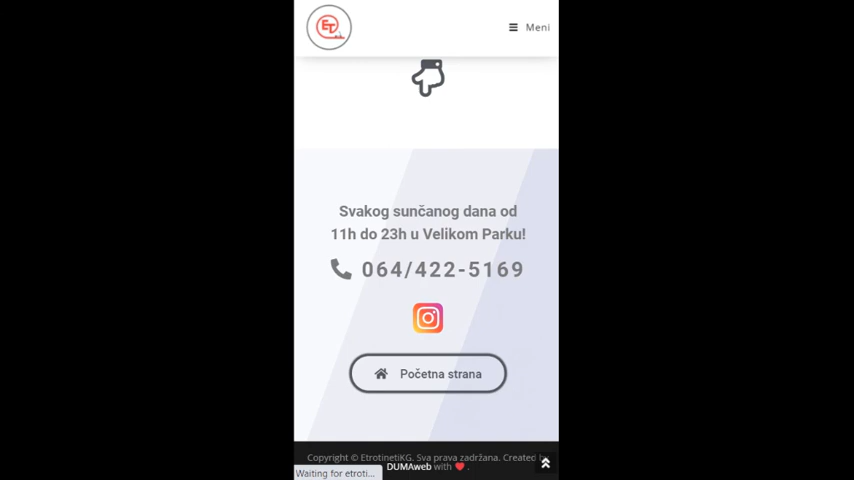 ET
Meni
Svakog sunčanog dana od
11h do 23h u Velikom Parku!
064/422-5169
Početna strana
Copyright © EtrotinetiKG. Sva prava zadržana. Created
DUMAweb with ❤ .
Waiting for etroti...